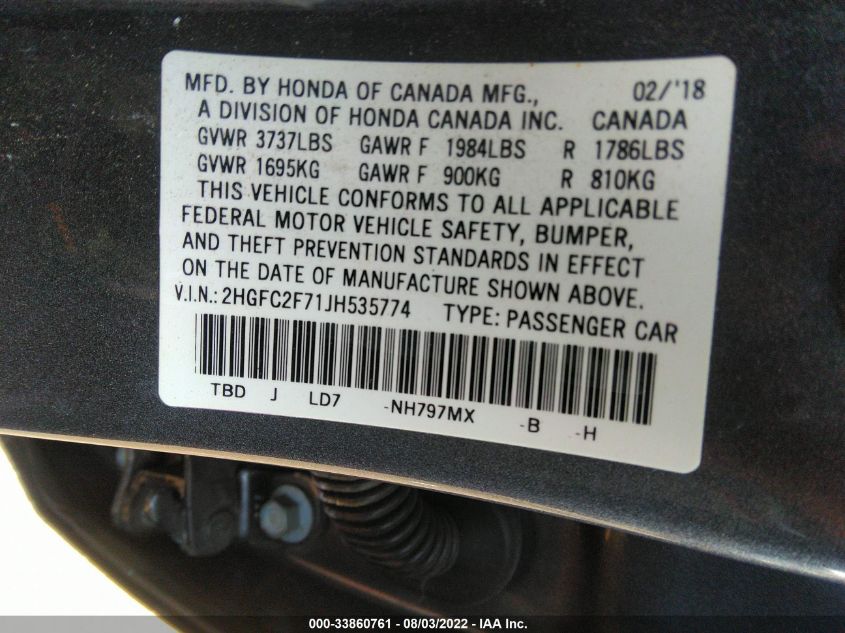 MFD. BY HONDA OF CANADA MFG., 02/'18
A DIVISION OF HONDA CANADA INC. CANADA
GVWR 3737LBS GAWR F 1984LBS R 1786LBS
GVWR 1695KG GAWR F 900KG R 810KG
THIS VEHICLE CONFORMS TO ALL APPLICABLE
FEDERAL MOTOR VEHICLE SAFETY, BUMPER,
AND THEFT PREVENTION STANDARDS IN EFFECT
ON THE DATE OF MANUFACTURE SHOWN ABOVE.
V.I.N.: 2HGFC2F71JH535774 TYPE: PASSENGER CAR
TBD J LD7 -NH797MX -B -H
000-33860761 - 08/03/2022 - IAA Inc.